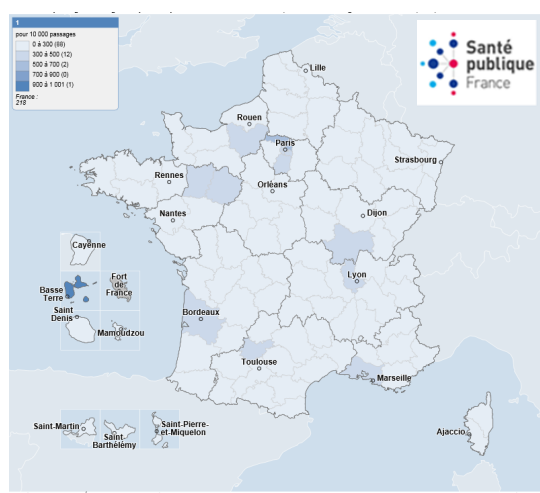 1
pour 10 000 passages
0 à 300 (88)
300 à 500 (12)
500 à 700 (2)
700 à 900 (0)
900 à 1 001 (1)
France :
218
Santé
publique
France
Lille
Rouen
Paris
Strasbourg
Rennes
Orléans
Nantes
Dijon
Cayenne
Lyon
Basse
Terre
Fort
de
France
Saint
Denis
Mamoudzou
Bordeaux
Toulouse
Marseille
Saint-Martin
Saint-
Barthélémy
Saint-Pierre-
et-Miquelon
Ajaccio